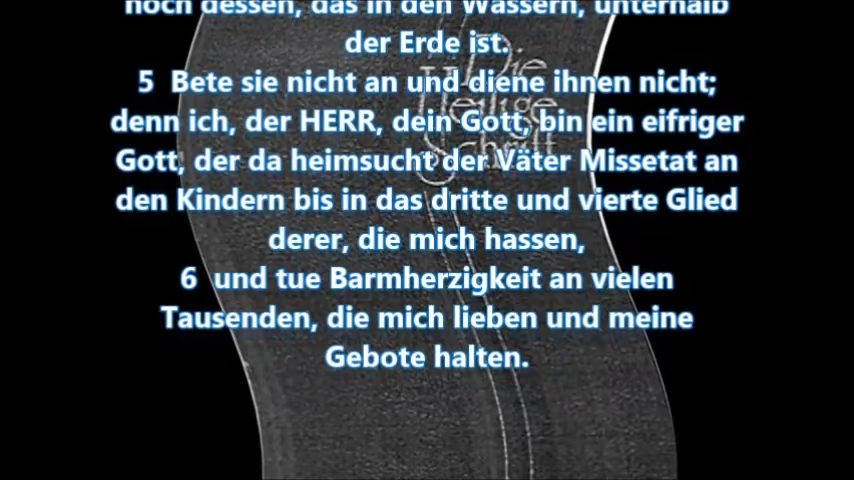 noch dessen, das in den Wassern, unterhalb
der Erde ist.
5 Bete sie nicht an und diene ihnen nicht;
denn ich, der HERR, dein Gott, bin ein eifriger
Gott, der da heimsucht der Väter Missetat an
den Kindern bis in das dritte und vierte Glied
derer, die mich hassen,
6 und tue Barmherzigkeit an vielen
Tausenden, die mich lieben und meine
Gebote halten.
Die
Heilige
Schrift